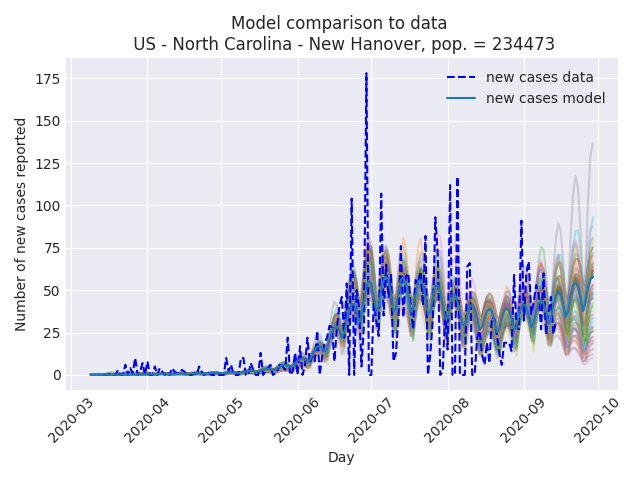 Model comparison to data
US - North Carolina - New Hanover, pop. = 234473
new cases data
new cases model
Number of new cases reported
175
150
125
100
75
50
25
0
2020-03
2020-04
2020-05
2020-06
2020-07
2020-08
2020-09
2020-10
Day